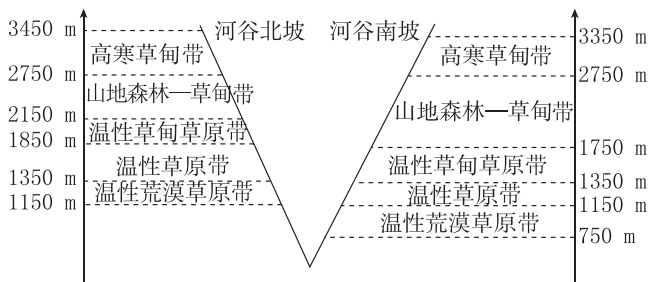 3450 m
河谷北坡
河谷南坡
3350 m
高寒草甸带
高寒草甸带
2750 m
2750 m
山地森林—草甸带
山地森林—草甸带
2150 m
温性草甸草原带
1850 m
1750 m
温性草原带
温性草甸草原带
1350 m
1350 m
温性荒漠草原带
温性草原带
1150 m
1150 m
温性荒漠草原带
750 m